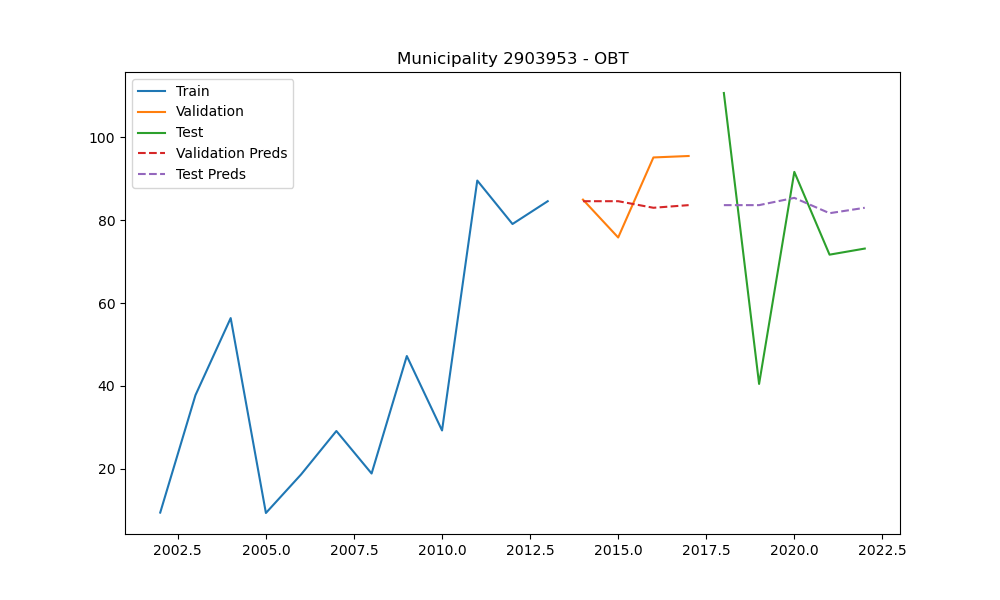 Municipality 2903953 - OBT
Train
Validation
Test
Validation Preds
Test Preds
100
80
60
40
20
2002.5 2005.0 2007.5 2010.0 2012.5 2015.0 2017.5 2020.0 2022.5